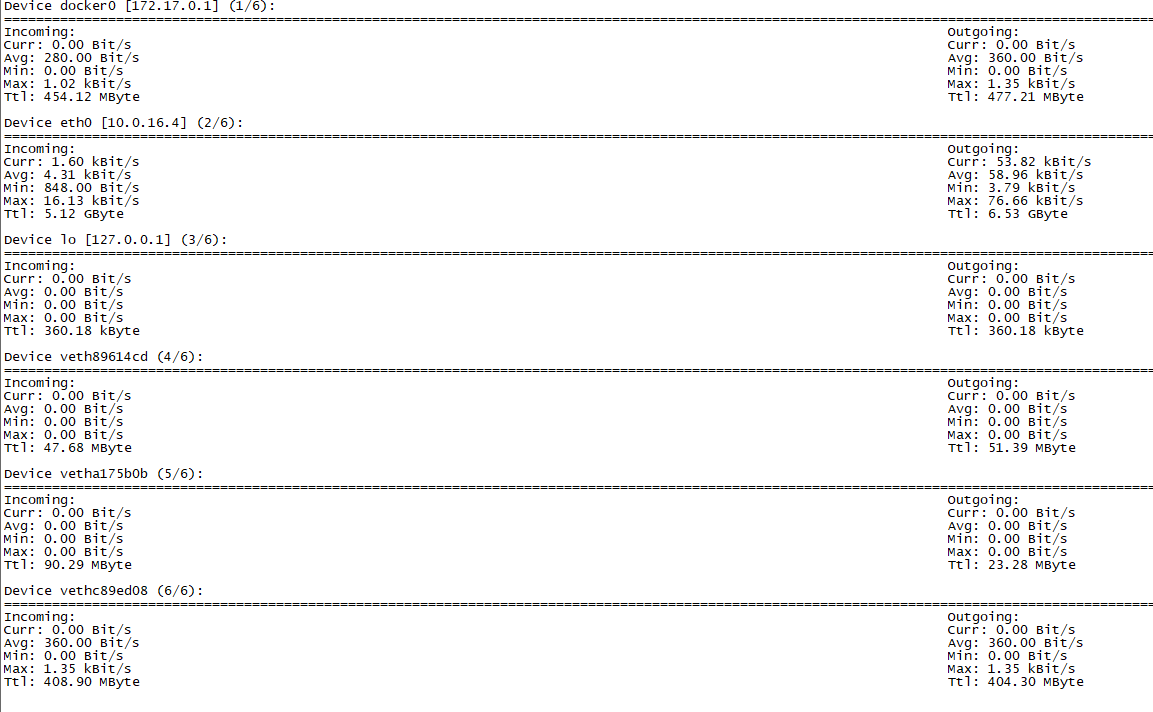 Device docker0 [172.17.0.1] (1/6):
================================================================================================================================================
Incoming: Outgoing:
Curr: 0.00 Bit/s Curr: 0.00 Bit/s
Avg: 280.00 Bit/s Avg: 360.00 Bit/s
Min: 0.00 Bit/s Min: 0.00 Bit/s
Max: 1.02 kBit/s Max: 1.35 kBit/s
Ttl: 454.12 MByte Ttl: 477.21 MByte
Device eth0 [10.0.16.4] (2/6):
================================================================================================================================================
Incoming: Outgoing:
Curr: 1.60 kBit/s Curr: 53.82 kBit/s
Avg: 4.31 kBit/s Avg: 58.96 kBit/s
Min: 848.00 Bit/s Min: 3.79 kBit/s
Max: 16.13 kBit/s Max: 76.66 kBit/s
Ttl: 5.12 GByte Ttl: 6.53 GByte
Device lo [127.0.0.1] (3/6):
================================================================================================================================================
Incoming: Outgoing:
Curr: 0.00 Bit/s Curr: 0.00 Bit/s
Avg: 0.00 Bit/s Avg: 0.00 Bit/s
Min: 0.00 Bit/s Min: 0.00 Bit/s
Max: 0.00 Bit/s Max: 0.00 Bit/s
Ttl: 360.18 kByte Ttl: 360.18 kByte
Device veth89614cd (4/6):
================================================================================================================================================
Incoming: Outgoing:
Curr: 0.00 Bit/s Curr: 0.00 Bit/s
Avg: 0.00 Bit/s Avg: 0.00 Bit/s
Min: 0.00 Bit/s Min: 0.00 Bit/s
Max: 0.00 Bit/s Max: 0.00 Bit/s
Ttl: 47.68 MByte Ttl: 51.39 MByte
Device vetha175b0b (5/6):
================================================================================================================================================
Incoming: Outgoing:
Curr: 0.00 Bit/s Curr: 0.00 Bit/s
Avg: 0.00 Bit/s Avg: 0.00 Bit/s
Min: 0.00 Bit/s Min: 0.00 Bit/s
Max: 0.00 Bit/s Max: 0.00 Bit/s
Ttl: 90.29 MByte Ttl: 23.28 MByte
Device vethc89ed08 (6/6):
================================================================================================================================================
Incoming: Outgoing:
Curr: 0.00 Bit/s Curr: 0.00 Bit/s
Avg: 360.00 Bit/s Avg: 360.00 Bit/s
Min: 0.00 Bit/s Min: 0.00 Bit/s
Max: 1.35 kBit/s Max: 1.35 kBit/s
Ttl: 408.90 MByte Ttl: 404.30 MByte